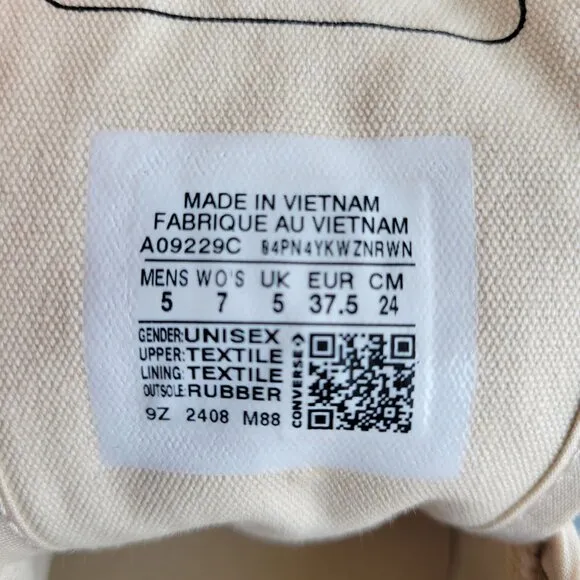 MADE IN VIETNAM
FABRIQUE AU VIETNAM
A09229C 94PN4YKWZNRWN
MENS WO'S UK EUR CM
5 7 5 37.5 24
GENDER: UNISEX
UPPER: TEXTILE
LINING: TEXTILE
OUTSOLE: RUBBER
CONVERSE
9Z 2408 M88